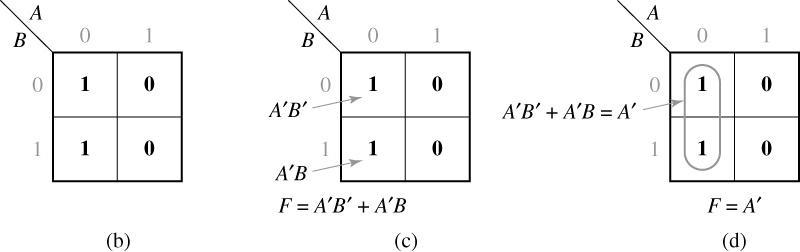 A
B
0 1
0 1 0
1 1 0
(b)
A
B
0 1
0 1 0
A′B′
1 1 0
A′B
F = A′B′ + A′B
(c)
A
B
0 1
0 1 0
A′B′ + A′B = A′
1 1 0
F = A′
(d)